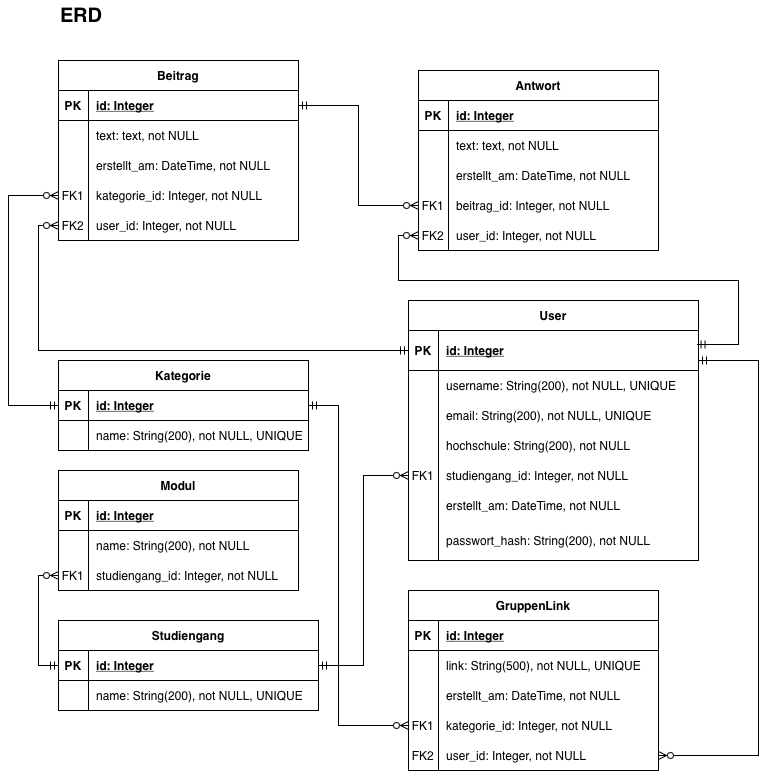 ERD
Beitrag
PK id: Integer
text: text, not NULL
erstellt_am: DateTime, not NULL
FK1 kategorie_id: Integer, not NULL
FK2 user_id: Integer, not NULL
Antwort
PK id: Integer
text: text, not NULL
erstellt_am: DateTime, not NULL
FK1 beitrag_id: Integer, not NULL
FK2 user_id: Integer, not NULL
User
PK id: Integer
username: String(200), not NULL, UNIQUE
email: String(200), not NULL, UNIQUE
hochschule: String(200), not NULL
FK1 studiengang_id: Integer, not NULL
erstellt_am: DateTime, not NULL
passwort_hash: String(200), not NULL
Kategorie
PK id: Integer
name: String(200), not NULL, UNIQUE
Modul
PK id: Integer
name: String(200), not NULL
FK1 studiengang_id: Integer, not NULL
Studiengang
PK id: Integer
name: String(200), not NULL, UNIQUE
GruppenLink
PK id: Integer
link: String(500), not NULL, UNIQUE
erstellt_am: DateTime, not NULL
FK1 kategorie_id: Integer, not NULL
FK2 user_id: Integer, not NULL